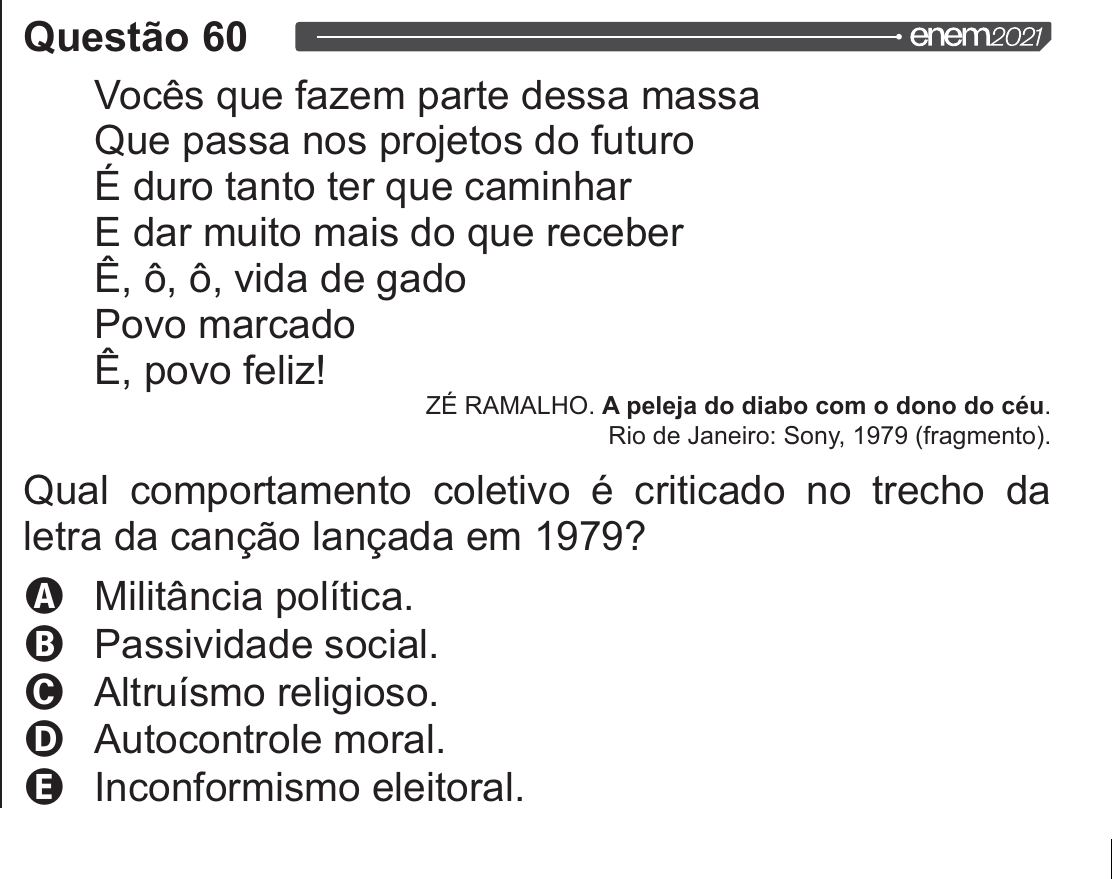 Questão 60
enem2021
Vocês que fazem parte dessa massa
Que passa nos projetos do futuro
É duro tanto ter que caminhar
E dar muito mais do que receber
Ê, ô, ô, vida de gado
Povo marcado
Ê, povo feliz!
ZÉ RAMALHO. A peleja do diabo com o dono do céu.
Rio de Janeiro: Sony, 1979 (fragmento).
Qual comportamento coletivo é criticado no trecho da
letra da canção lançada em 1979?
A Militância política.
B Passividade social.
C Altruísmo religioso.
D Autocontrole moral.
E Inconformismo eleitoral.